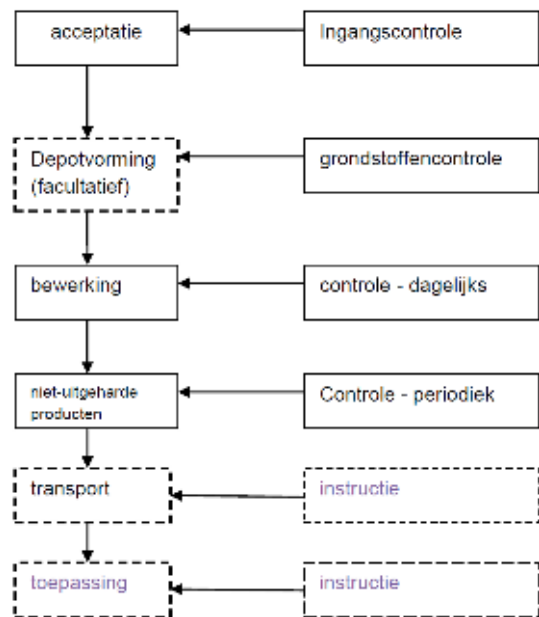 acceptatie
Ingangscontrole
Depotvorming
(facultatief)
grondstoffencontrole
bewerking
controle - dagelijks
niet-uitgeharde
producten
Controle - periodiek
transport
instructie
toepassing
instructie